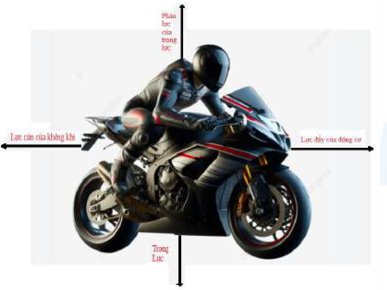 Phản
lực
của
trọng
lực
Lực cản của không khí
Lực đẩy của động cơ
Trọng
Lực